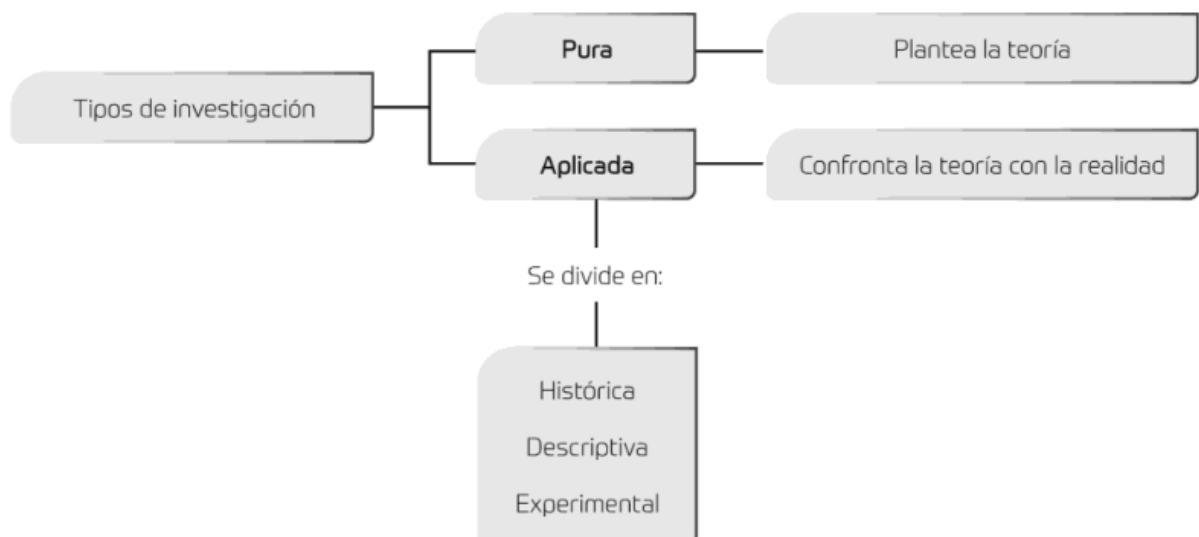 Tipos de investigación
Pura
Plantea la teoría
Aplicada
Confronta la teoría con la realidad
Se divide en:
Histórica
Descriptiva
Experimental